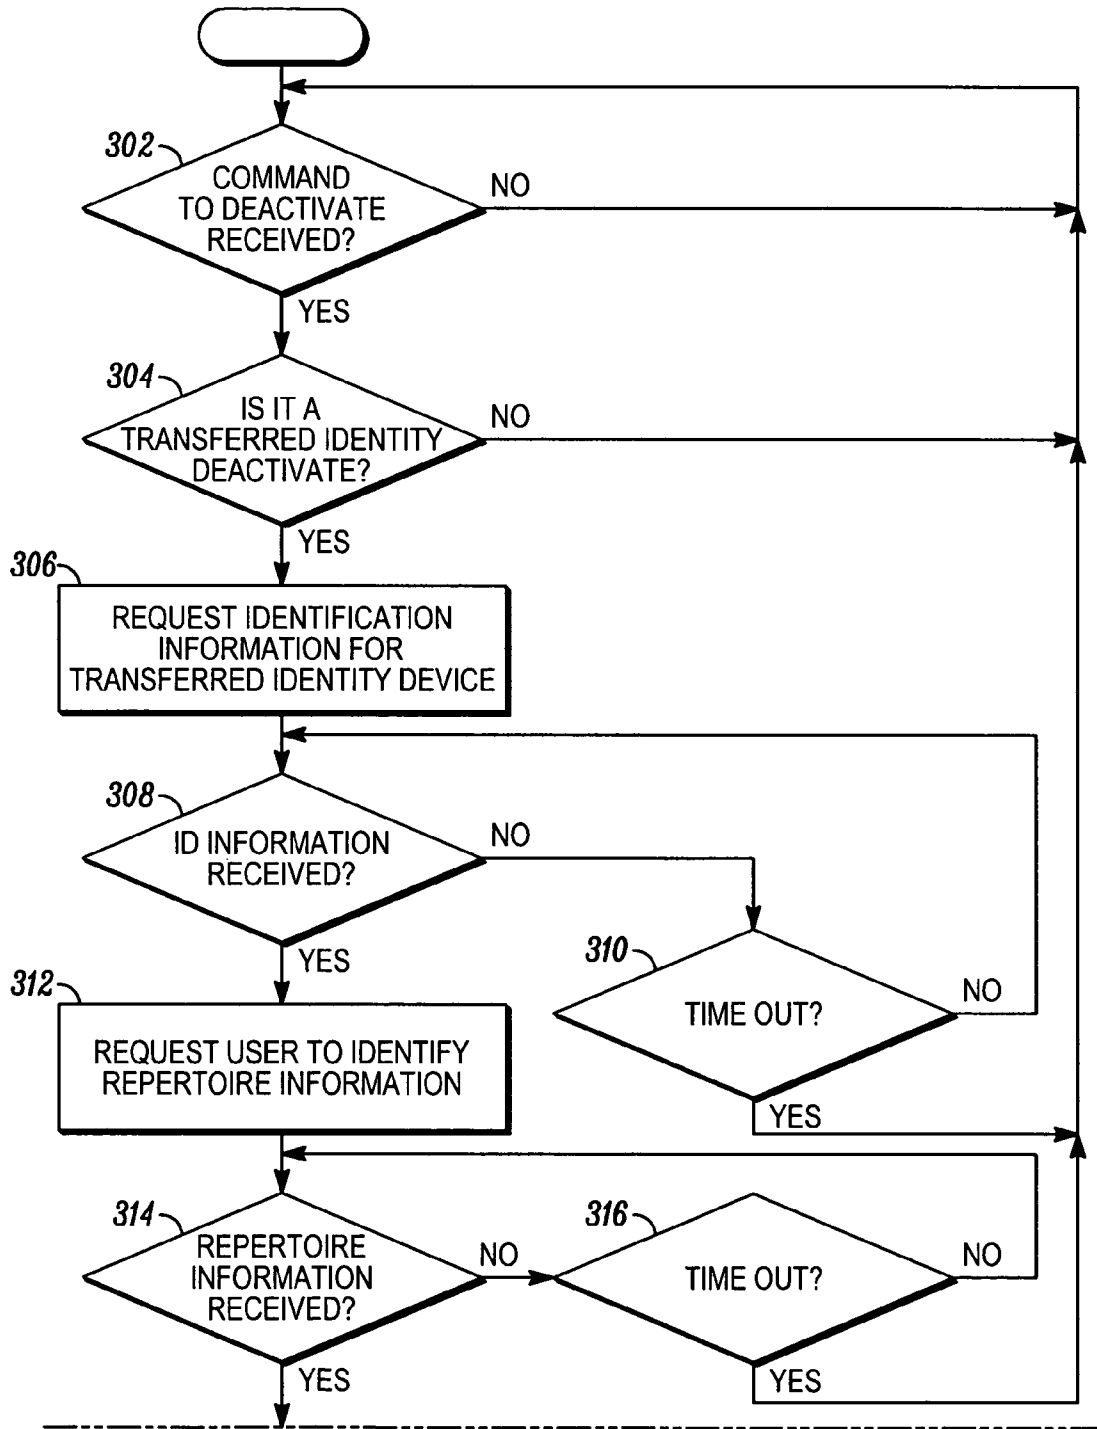 302
COMMAND
TO DEACTIVATE
RECEIVED?
NO
YES
304
IS IT A
TRANSFERRED IDENTITY
DEACTIVATE?
NO
YES
306
REQUEST IDENTIFICATION
INFORMATION FOR
TRANSFERRED IDENTITY DEVICE
308
ID INFORMATION
RECEIVED?
NO
YES
310
TIME OUT?
NO
YES
312
REQUEST USER TO IDENTIFY
REPERTOIRE INFORMATION
314
REPERTOIRE
INFORMATION
RECEIVED?
NO
YES
316
TIME OUT?
NO
YES